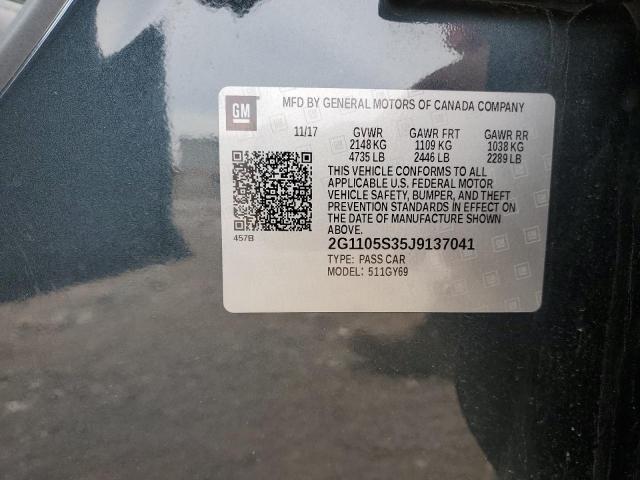 GM
MFD BY GENERAL MOTORS OF CANADA COMPANY
11/17 GVWR GAWR FRT GAWR RR
2148 KG 1109 KG 1038 KG
4735 LB 2446 LB 2289 LB
THIS VEHICLE CONFORMS TO ALL
APPLICABLE U.S. FEDERAL MOTOR
VEHICLE SAFETY, BUMPER, AND THEFT
PREVENTION STANDARDS IN EFFECT ON
THE DATE OF MANUFACTURE SHOWN
ABOVE.
457B
2G1105S35J9137041
TYPE: PASS CAR
MODEL: 511GY69